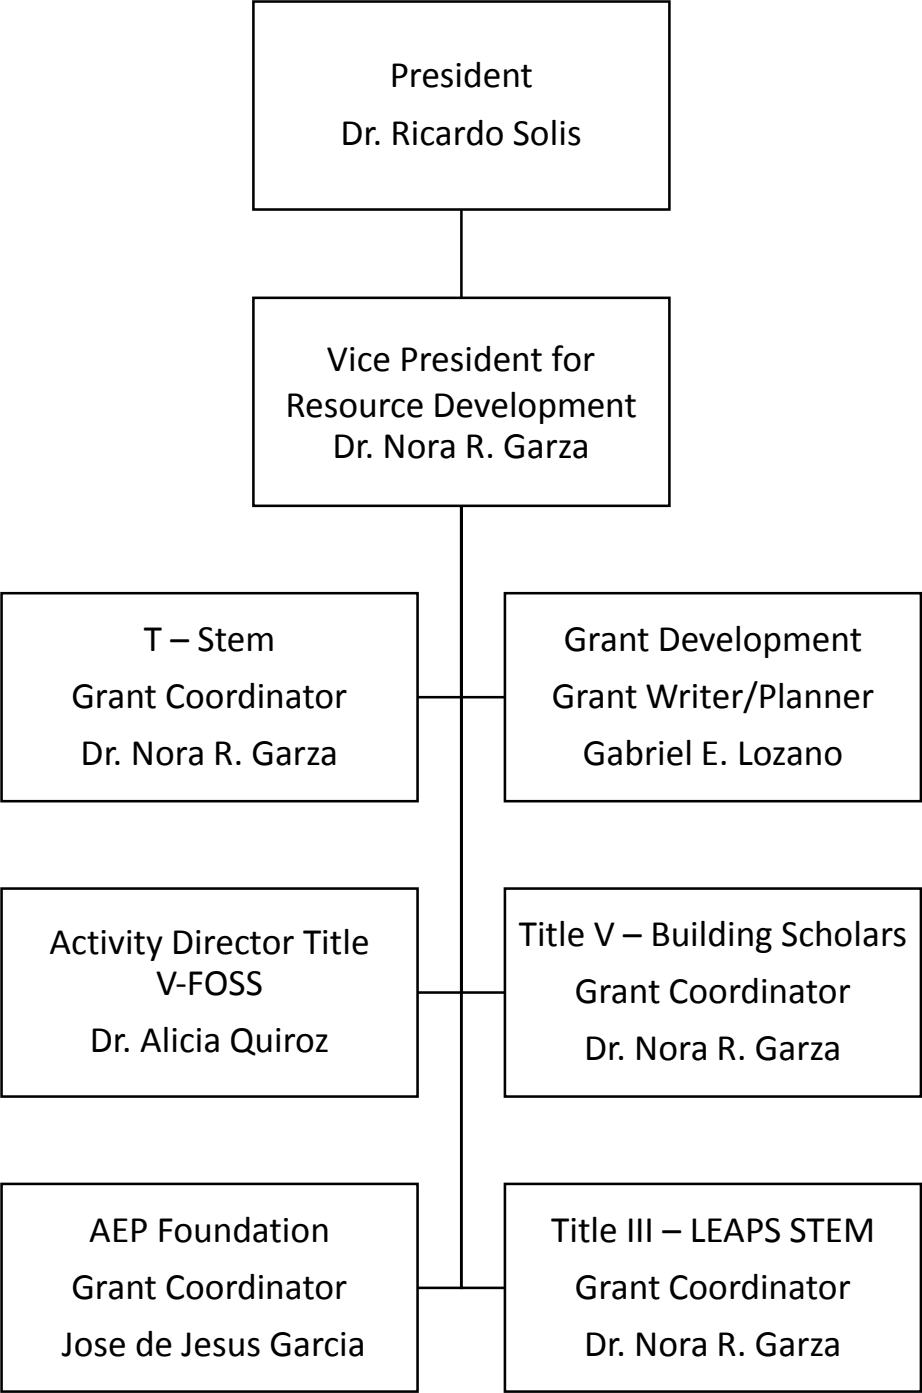 President
Dr. Ricardo Solis
Vice President for
Resource Development
Dr. Nora R. Garza
T – Stem
Grant Coordinator
Dr. Nora R. Garza
Grant Development
Grant Writer/Planner
Gabriel E. Lozano
Activity Director Title
V-FOSS
Dr. Alicia Quiroz
Title V – Building Scholars
Grant Coordinator
Dr. Nora R. Garza
AEP Foundation
Grant Coordinator
Jose de Jesus Garcia
Title III – LEAPS STEM
Grant Coordinator
Dr. Nora R. Garza